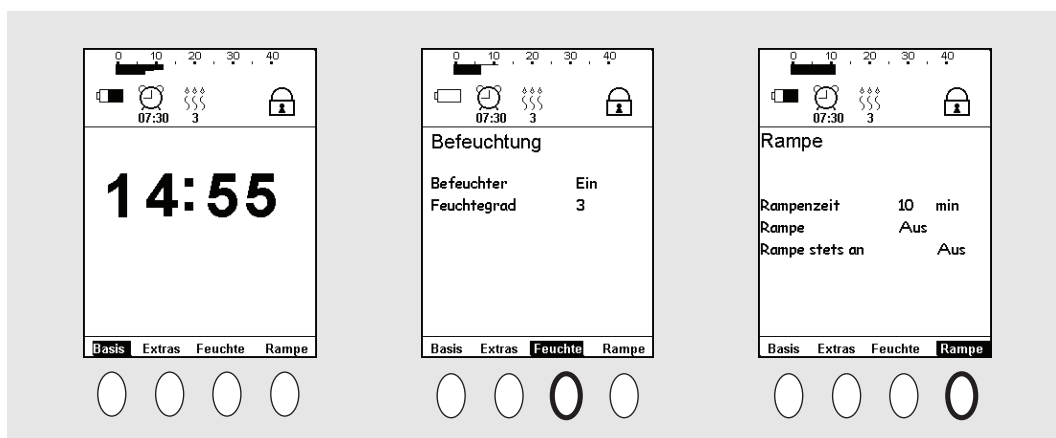 0 10 20 30 40
07:30 3
14:55
Basis Extras Feuchte Rampe
0 10 20 30 40
07:30 3
Befeuchtung
Befeuchter Ein
Feuchtegrad 3
Basis Extras Feuchte Rampe
0 10 20 30 40
07:30 3
Rampe
Rampenzeit 10 min
Rampe Aus
Rampe stets an Aus
Basis Extras Feuchte Rampe